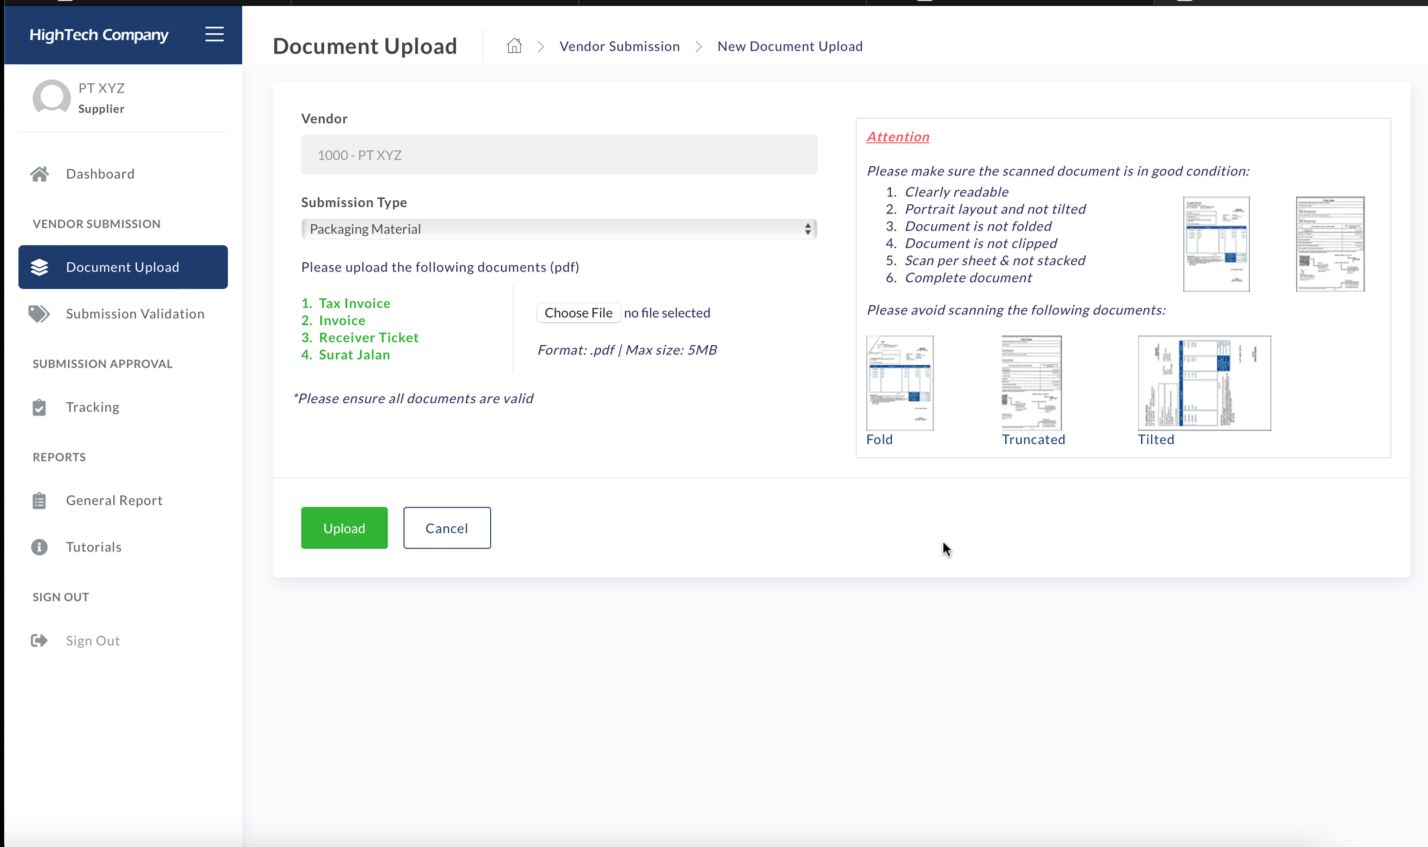 HighTech Company
PT XYZ
Supplier
Dashboard
VENDOR SUBMISSION
Document Upload
Submission Validation
SUBMISSION APPROVAL
Tracking
REPORTS
General Report
Tutorials
SIGN OUT
Sign Out
Document Upload
Vendor Submission
New Document Upload
Vendor
1000 - PT XYZ
Submission Type
Packaging Material
Please upload the following documents (pdf)
1. Tax Invoice
2. Invoice
3. Receiver Ticket
4. Surat Jalan
Choose File no file selected
Format: .pdf | Max size: 5MB
*Please ensure all documents are valid
Upload
Cancel
Attention
Please make sure the scanned document is in good condition:
1. Clearly readable
2. Portrait layout and not tilted
3. Document is not folded
4. Document is not clipped
5. Scan per sheet & not stacked
6. Complete document
Please avoid scanning the following documents:
Fold
Truncated
Tilted